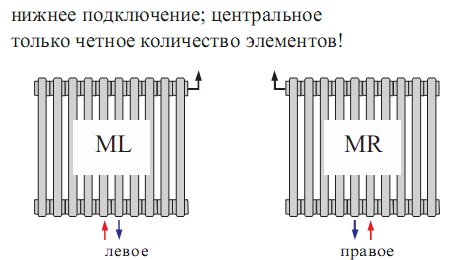 нижнее подключение; центральное
только четное количество элементов!
ML
MR
левое
правое